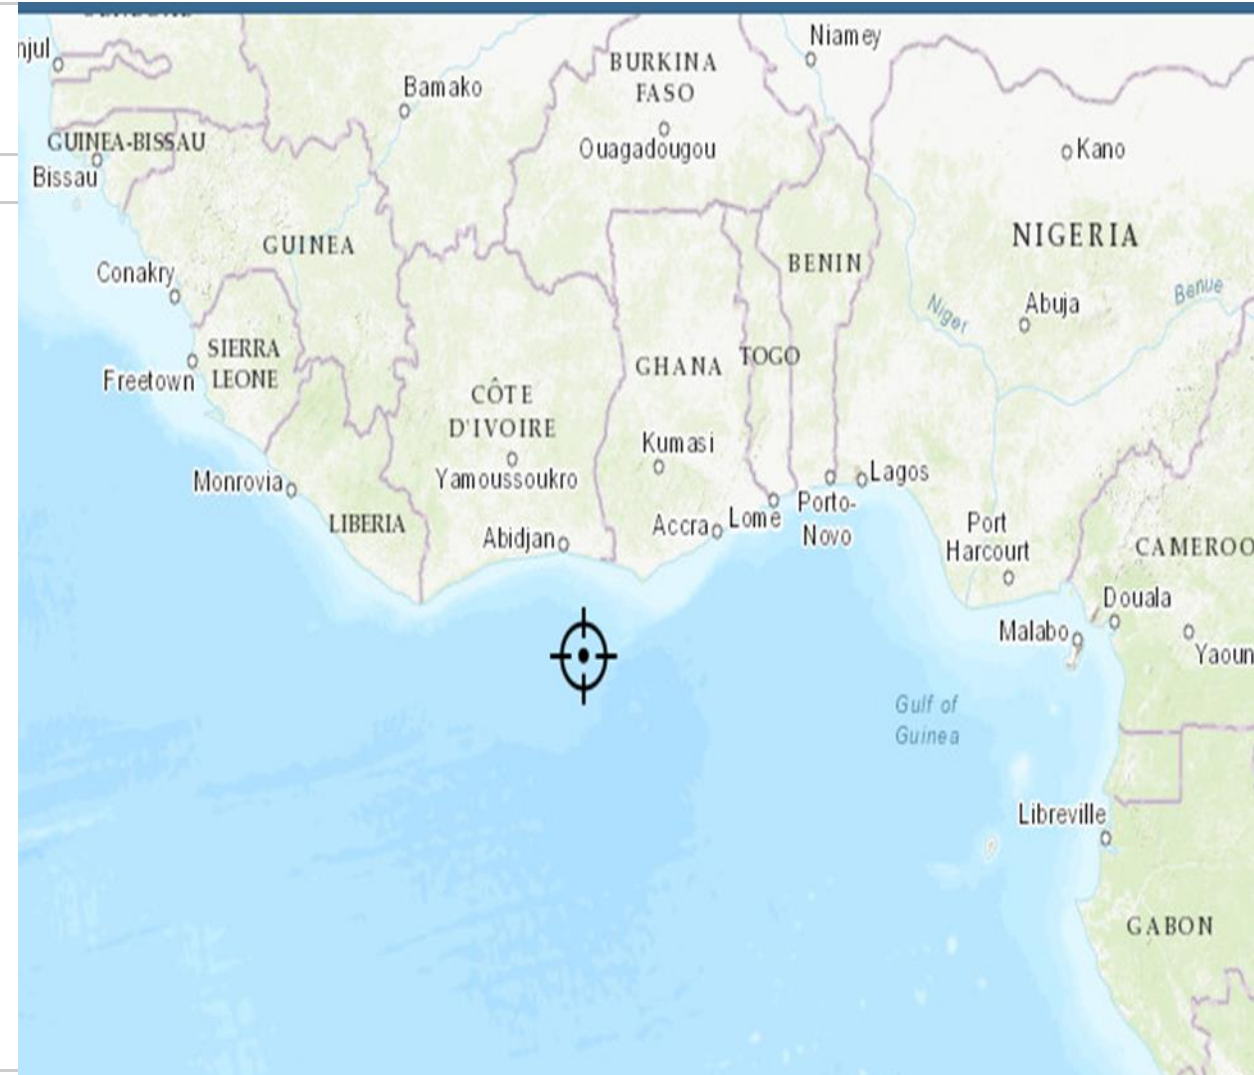 njul
Niamey
BURKINA
FASO
Bamako
Ouagadougou
Kano
GUINEA-BISSAU
Bissau
NIGERIA
GUINEA
BENIN
Conakry
Benue
Niger
Abuja
SIERRA
LEONE
Freetown
GHANA
TOGO
CÔTE
D'IVOIRE
Kumasi
Yamoussoukro
Lagos
Monrovia
Porto-
Novo
Lome
Accra
LIBERIA
Abidjan
Port
Harcourt
CAMEROO
Douala
Malabo
Yaoun
Gulf of
Guinea
Libreville
GABON